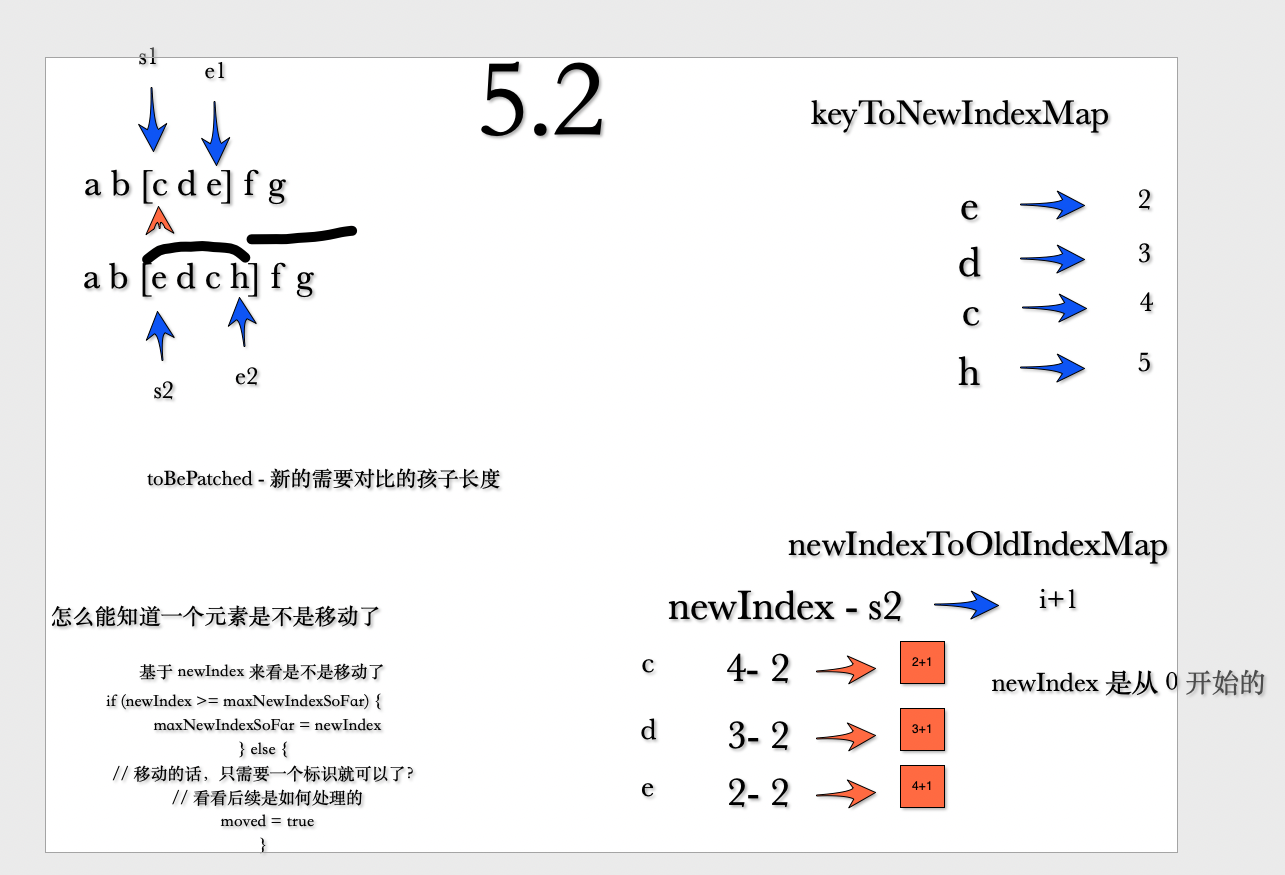 s1
e1
5.2
keyToNewIndexMap
a b [c d e] f g
e 2
d 3
a b [e d c h] f g
c 4
h 5
s2
e2
toBePatched - 新的需要对比的孩子长度
newIndexToOldIndexMap
newIndex - s2 i+1
c 4- 2 2+1
newIndex 是从 0 开始的
d 3- 2 3+1
e 2- 2 4+1
怎么能知道一个元素是不是移动了
基于 newIndex 来看是不是移动了
if (newIndex >= maxNewIndexSoFar) {
maxNewIndexSoFar = newIndex
} else {
// 移动的话，只需要一个标识就可以了?
// 看看后续是如何处理的
moved = true
}